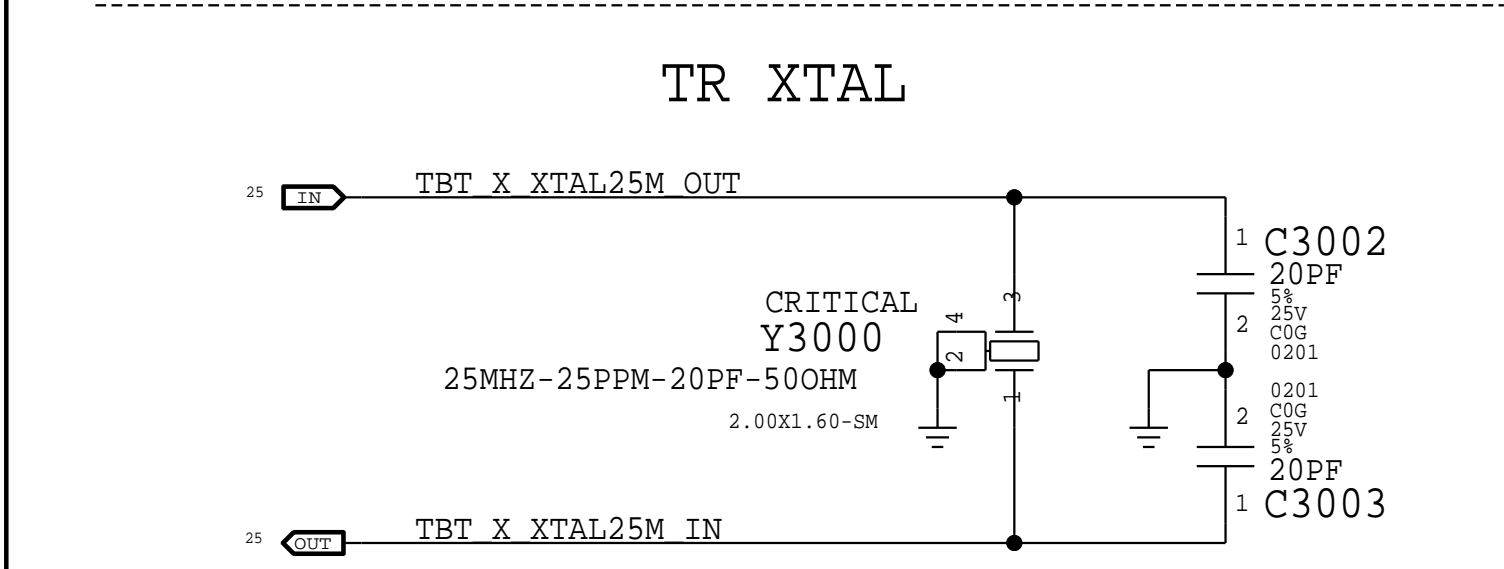 TR XTAL
25 IN TBT_X_XTAL25M_OUT
1 C3002
20PF
5%
25V
C0G
0201
2
CRITICAL
Y3000
25MHZ-25PPM-20PF-50OHM
2.00X1.60-SM
3
4
2
1
0201
C0G
25V
5%
20PF
2
1 C3003
25 OUT TBT_X_XTAL25M_IN